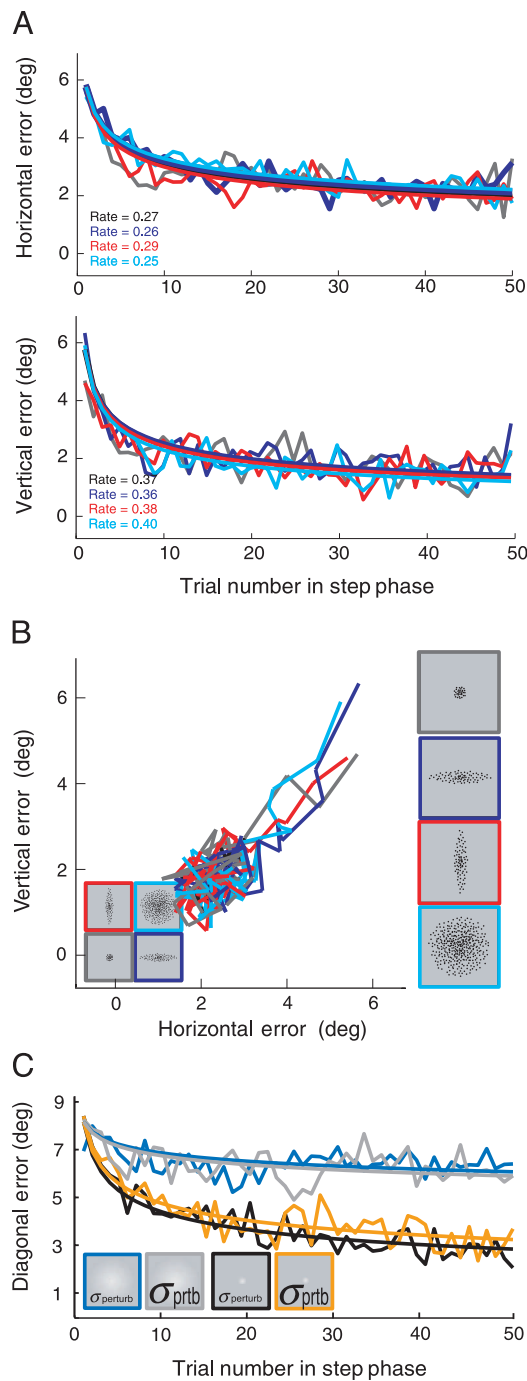 A
Horizontal error (deg)
6
4
2
0
Rate = 0.27
Rate = 0.26
Rate = 0.29
Rate = 0.25
0 10 20 30 40 50
Vertical error (deg)
6
4
2
0
Rate = 0.37
Rate = 0.36
Rate = 0.38
Rate = 0.40
0 10 20 30 40 50
Trial number in step phase
B
Vertical error (deg)
6
4
2
0
0 2 4 6
Horizontal error (deg)
C
Diagonal error (deg)
9
7
5
3
1
σperturb σprtb σperturb σprtb
0 10 20 30 40 50
Trial number in step phase